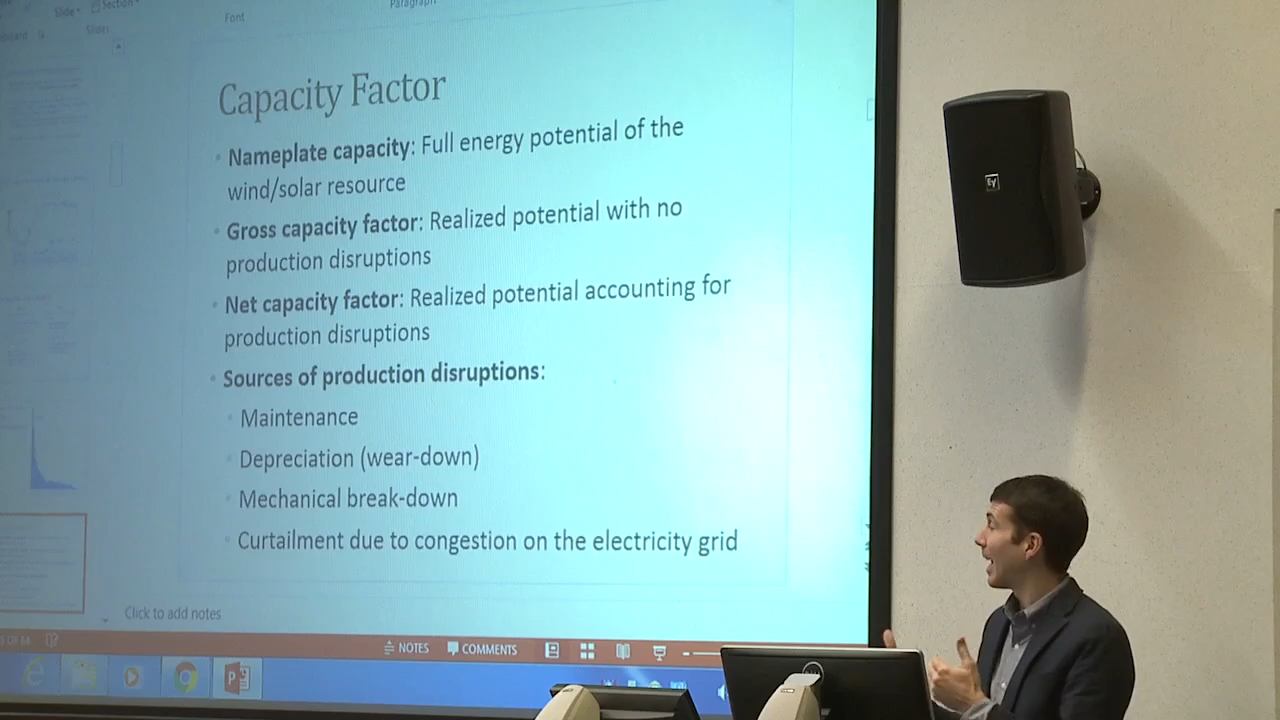 Slide
Section
Slides
Font
Paragraph
Capacity Factor
Nameplate capacity: Full energy potential of the
wind/solar resource
Gross capacity factor: Realized potential with no
production disruptions
Net capacity factor: Realized potential accounting for
production disruptions
Sources of production disruptions:
Maintenance
Depreciation (wear-down)
Mechanical break-down
Curtailment due to congestion on the electricity grid
Click to add notes
NOTES
COMMENTS
EV